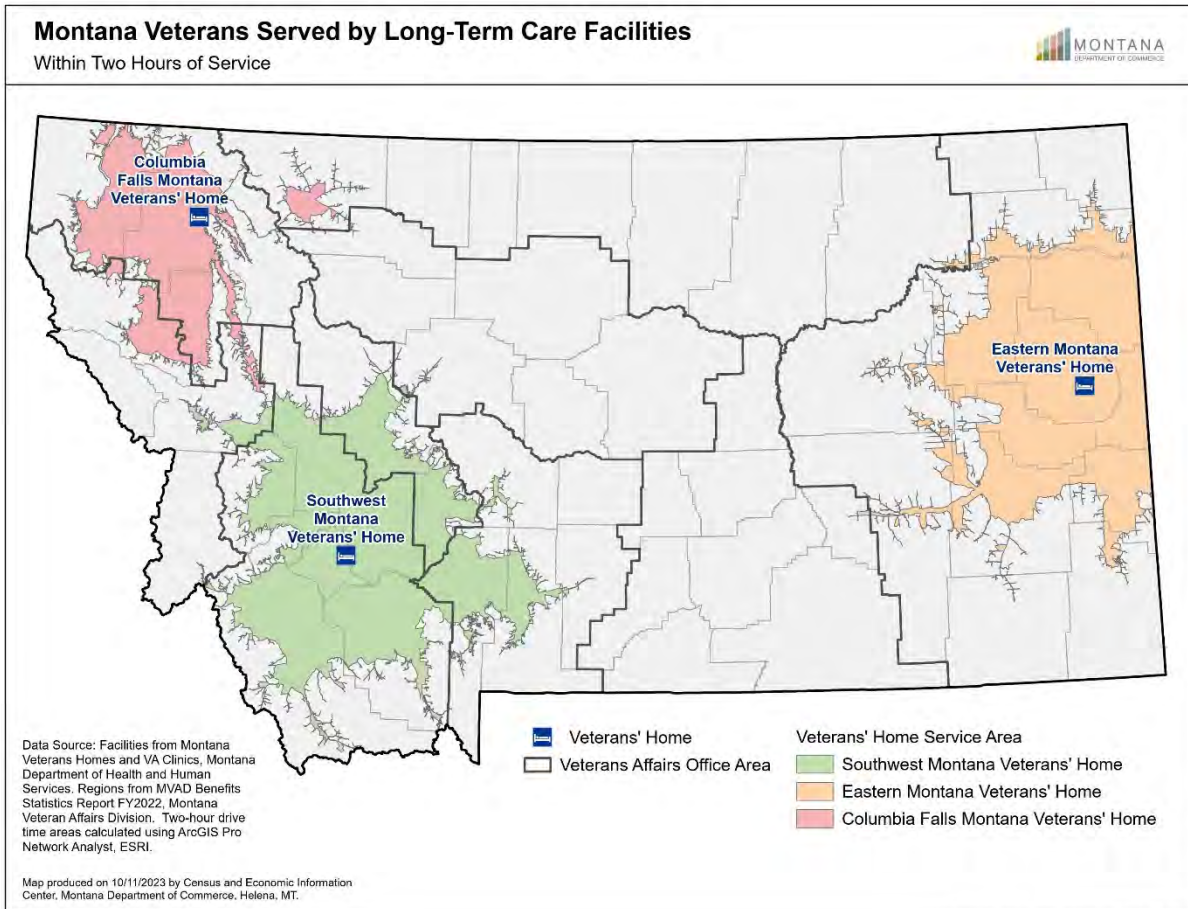 Montana Veterans Served by Long-Term Care Facilities
Within Two Hours of Service
MONTANA
DEPARTMENT OF COMMERCE
Columbia
Falls Montana
Veterans' Home
Eastern Montana
Veterans' Home
Southwest
Montana
Veterans' Home
Data Source: Facilities from Montana
Veterans Homes and VA Clinics, Montana
Department of Health and Human
Services. Regions from MVAD Benefits
Statistics Report FY2022, Montana
Veteran Affairs Division. Two-hour drive
time areas calculated using ArcGIS Pro
Network Analyst, ESRI.
Map produced on 10/11/2023 by Census and Economic Information
Center, Montana Department of Commerce, Helena, MT.
Veterans' Home
Veterans Affairs Office Area
Veterans' Home Service Area
Southwest Montana Veterans' Home
Eastern Montana Veterans' Home
Columbia Falls Montana Veterans' Home